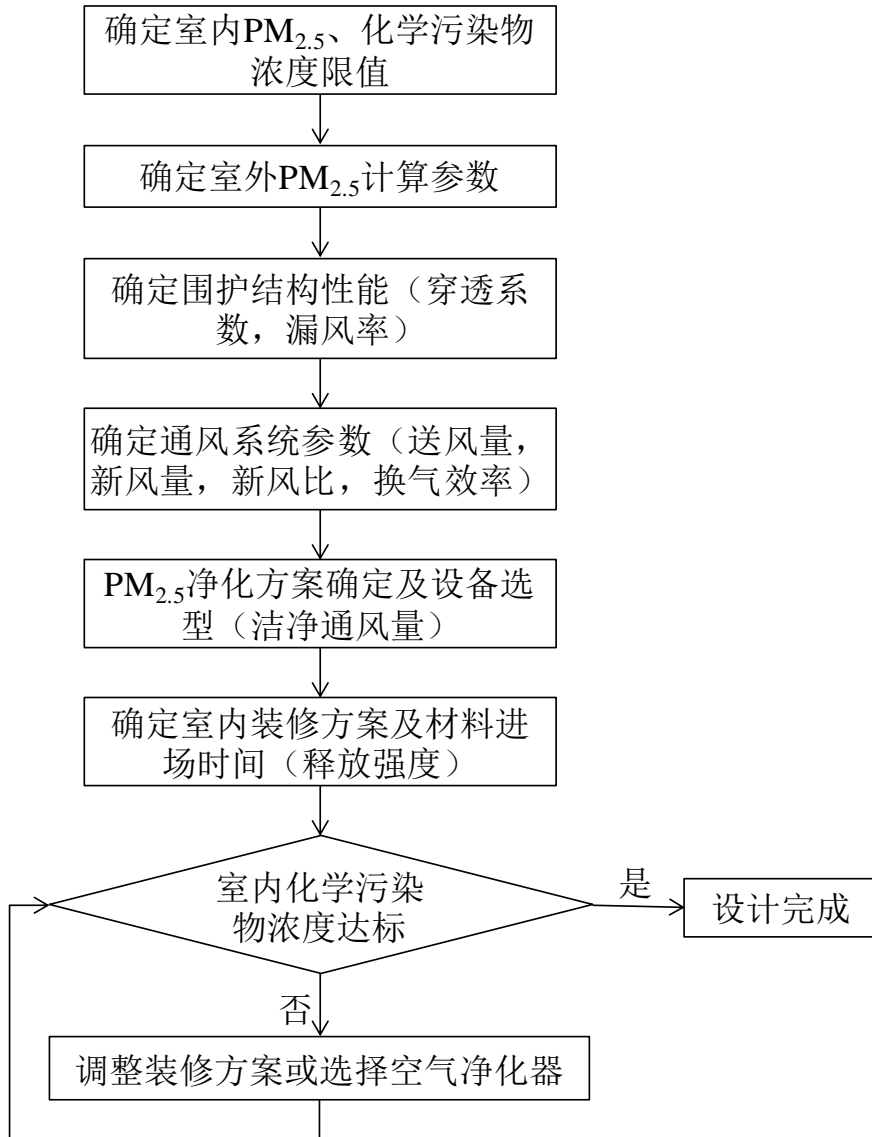 确定室内PM2.5、化学污染物
浓度限值
确定室外PM2.5计算参数
确定围护结构性能（穿透系
数，漏风率）
确定通风系统参数（送风量，
新风量，新风比，换气效率）
PM2.5净化方案确定及设备选
型（洁净通风量）
确定室内装修方案及材料进
场时间（释放强度）
室内化学污染
物浓度达标
是
设计完成
否
调整装修方案或选择空气净化器